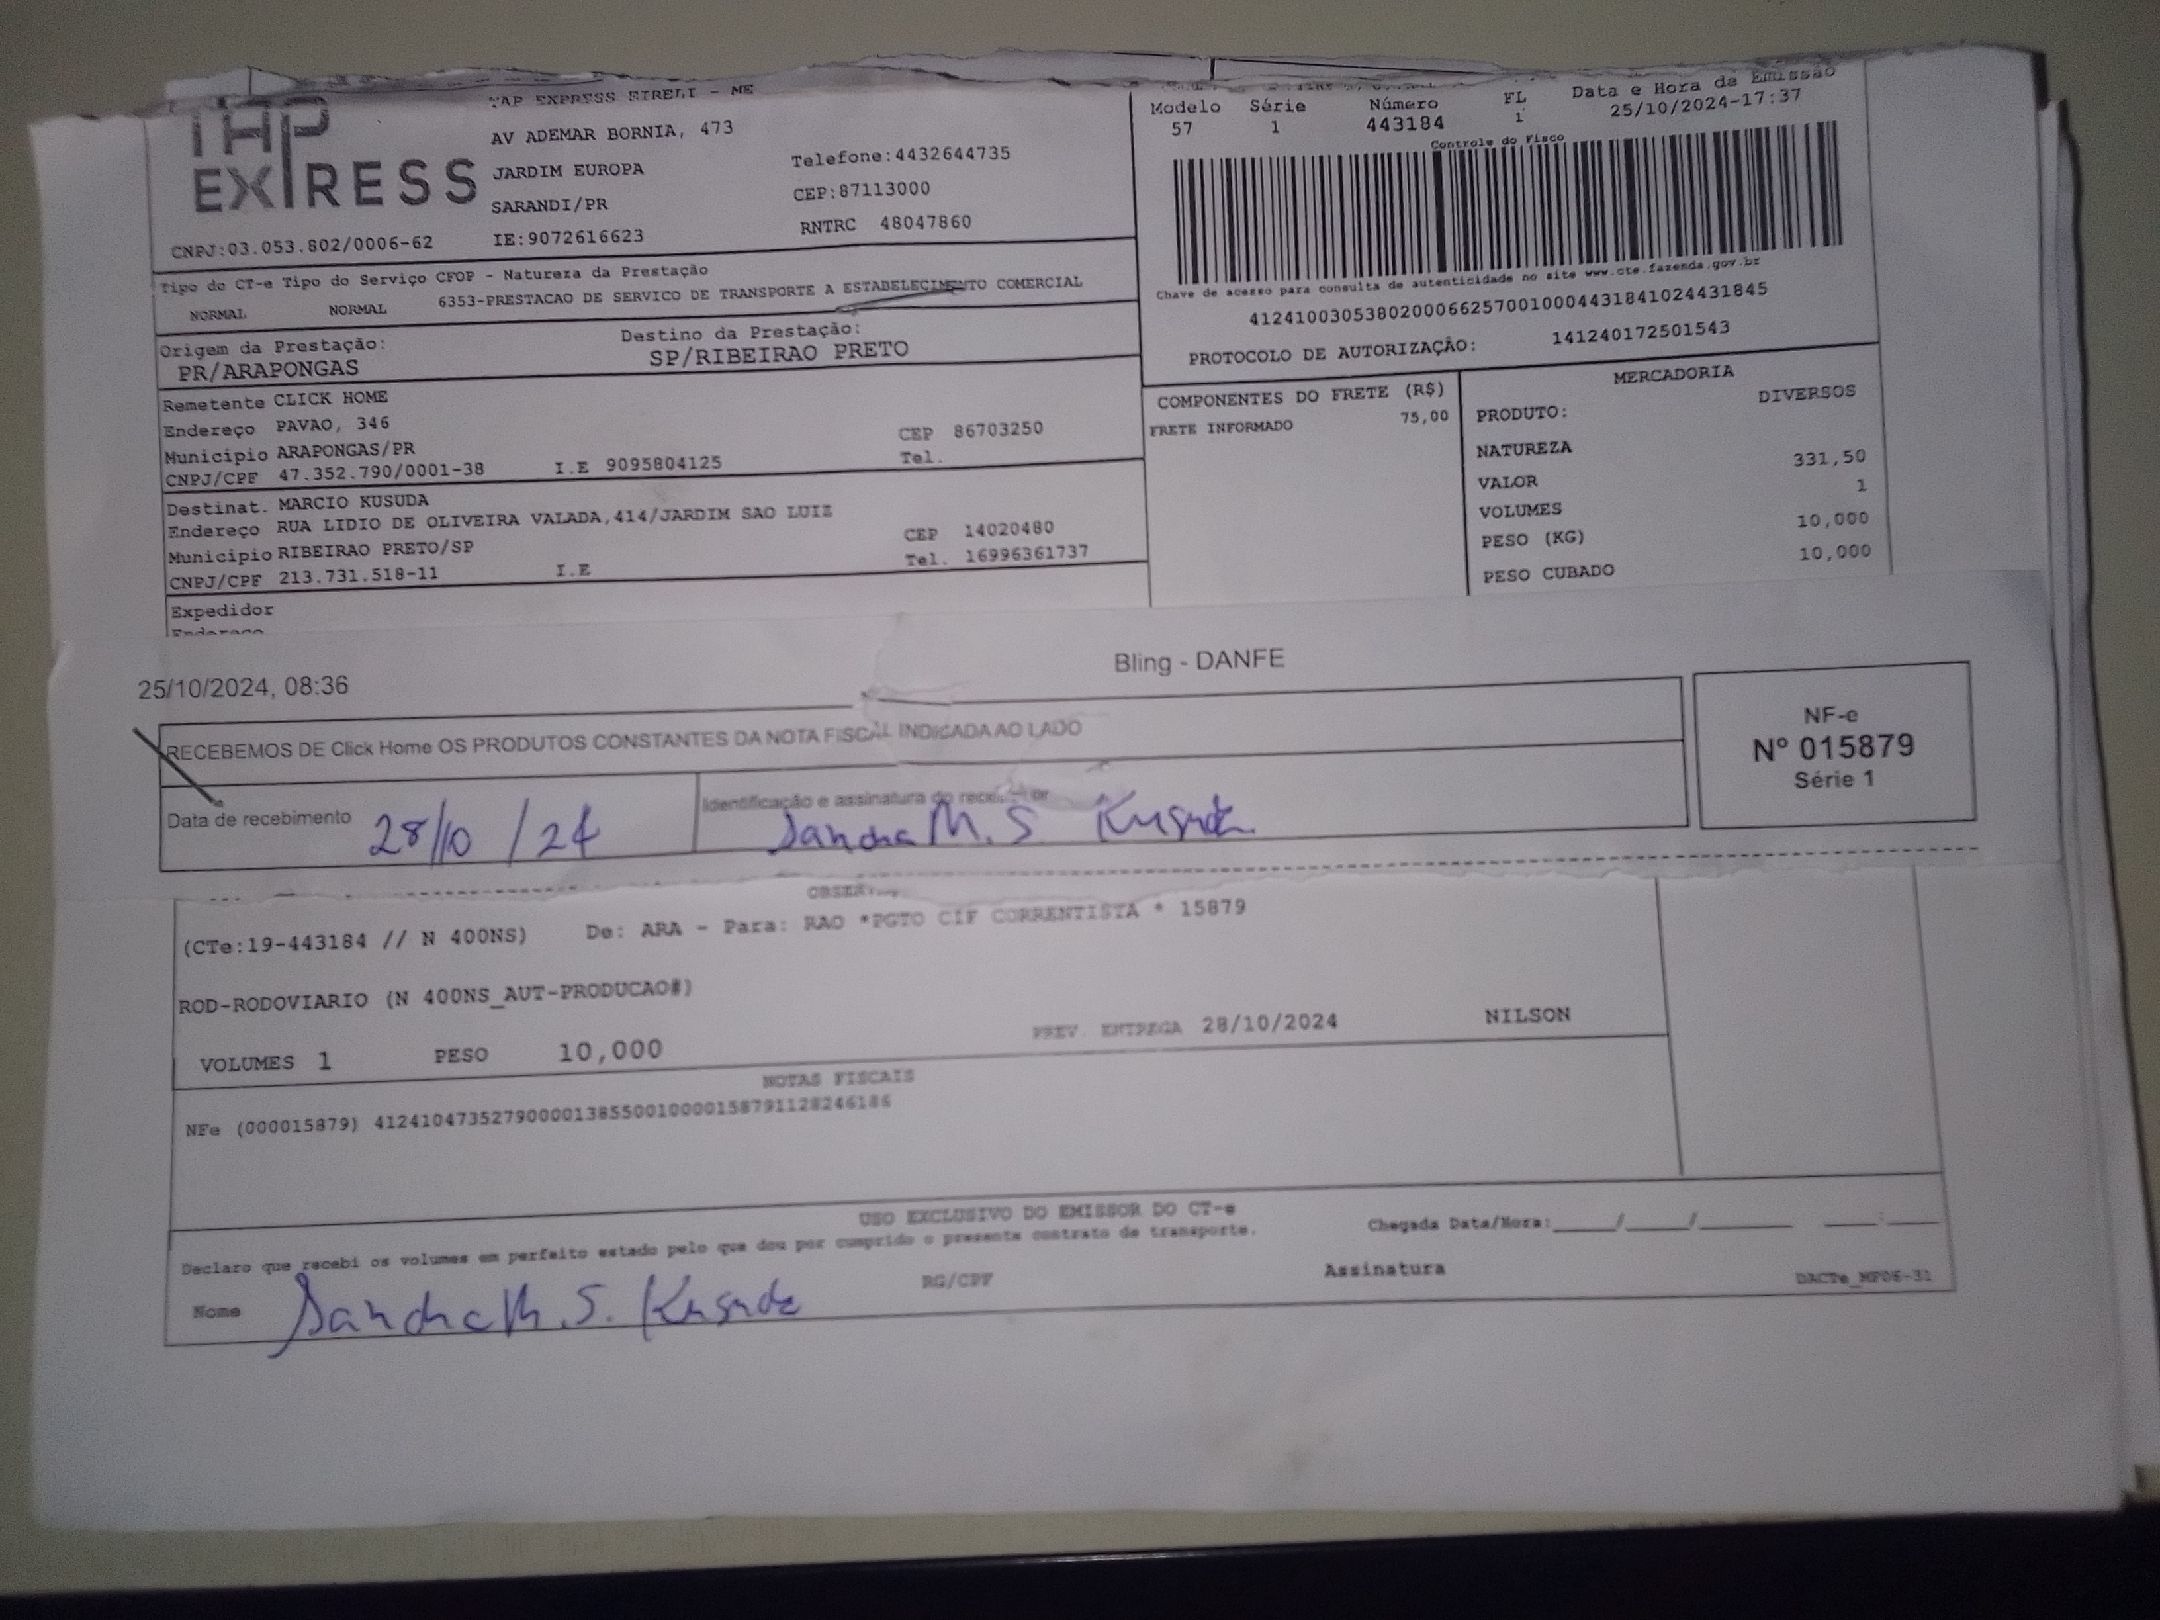 TAP EXPRESS
TAP EXPRESS EIRELI - ME
AV ADEMAR BORNIA, 473
JARDIM EUROPA
Telefone:4432644735
SARANDI/PR
CEP:87113000
CNPJ:03.053.802/0006-62
IE:9072616623
RNTRC 48047860
Modelo Série Número FL Data e Hora da Emissão
57 1 443184 1 25/10/2024-17:37
Controle do Fisco
Chave de acesso para consulta de autenticidade no site www.cte.fazenda.gov.br
41241003053802000662570010004431841024431845
PROTOCOLO DE AUTORIZAÇÃO: 141240172501543
Tipo do CT-e Tipo do Serviço CFOP - Natureza da Prestação
NORMAL NORMAL 6353-PRESTACAO DE SERVICO DE TRANSPORTE A ESTABELECIMENTO COMERCIAL
Origem da Prestação: Destino da Prestação:
PR/ARAPONGAS SP/RIBEIRAO PRETO
Remetente CLICK HOME
Endereço PAVAO, 346
Município ARAPONGAS/PR CEP 86703250
CNPJ/CPF 47.352.790/0001-38 I.E 9095804125 Tel.
Destinat. MARCIO KUSUDA
Endereço RUA LIDIO DE OLIVEIRA VALADA,414/JARDIM SAO LUIZ
Município RIBEIRAO PRETO/SP CEP 14020480
CNPJ/CPF 213.731.518-11 I.E Tel. 16996361737
Expedidor
Endereço
COMPONENTES DO FRETE (R$)
FRETE INFORMADO 75,00
MERCADORIA
PRODUTO: DIVERSOS
NATUREZA
VALOR 331,50
VOLUMES 1
PESO (KG) 10,000
PESO CUBADO 10,000
25/10/2024, 08:36 Bling - DANFE
RECEBEMOS DE Click Home OS PRODUTOS CONSTANTES DA NOTA FISCAL INDICADA AO LADO
NF-e
Nº 015879
Série 1
Data de recebimento 28/10/24
Identificação e assinatura do recebedor
Sandra M. S. Kusuda
(CTe:19-443184 // N 400NS) De: ARA - Para: RAO *PGTO CIF CORRENTISTA * 15879
ROD-RODOVIARIO (N 400NS_AUT-PRODUCAO#)
VOLUMES 1 PESO 10,000 PREV. ENTREGA 28/10/2024 NILSON
NOTAS FISCAIS
NFe (000015879) 41241047352790000138550010000158791128246186
USO EXCLUSIVO DO EMISSOR DO CT-e
Declaro que recebi os volumes em perfeito estado pelo que dou por cumprido o presente contrato de transporte. Chegada Data/Hora:_____/_____/_______ ____:____
Nome Sandra M. S. Kusuda RG/CPF Assinatura DACTe_MP06-31